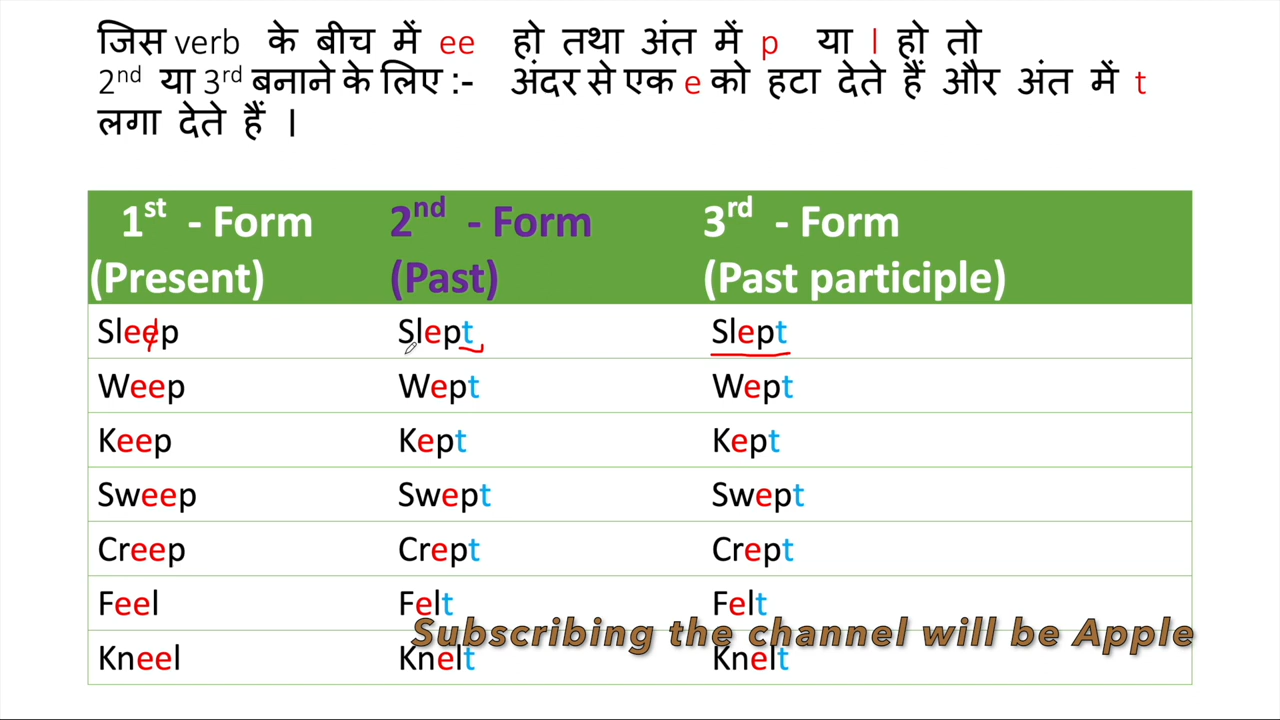 जिस verb के बीच में ee हो तथा अंत में p या l हो तो
2nd या 3rd बनाने के लिए :- अंदर से एक e को हटा देते हैं और अंत में t
लगा देते हैं ।
1st - Form 2nd - Form 3rd - Form
(Present) (Past) (Past participle)
Sleep Slept Slept
Weep Wept Wept
Keep Kept Kept
Sweep Swept Swept
Creep Crept Crept
Feel Felt Felt
Subscribing the channel will be Apple
Kneel Knelt Knelt